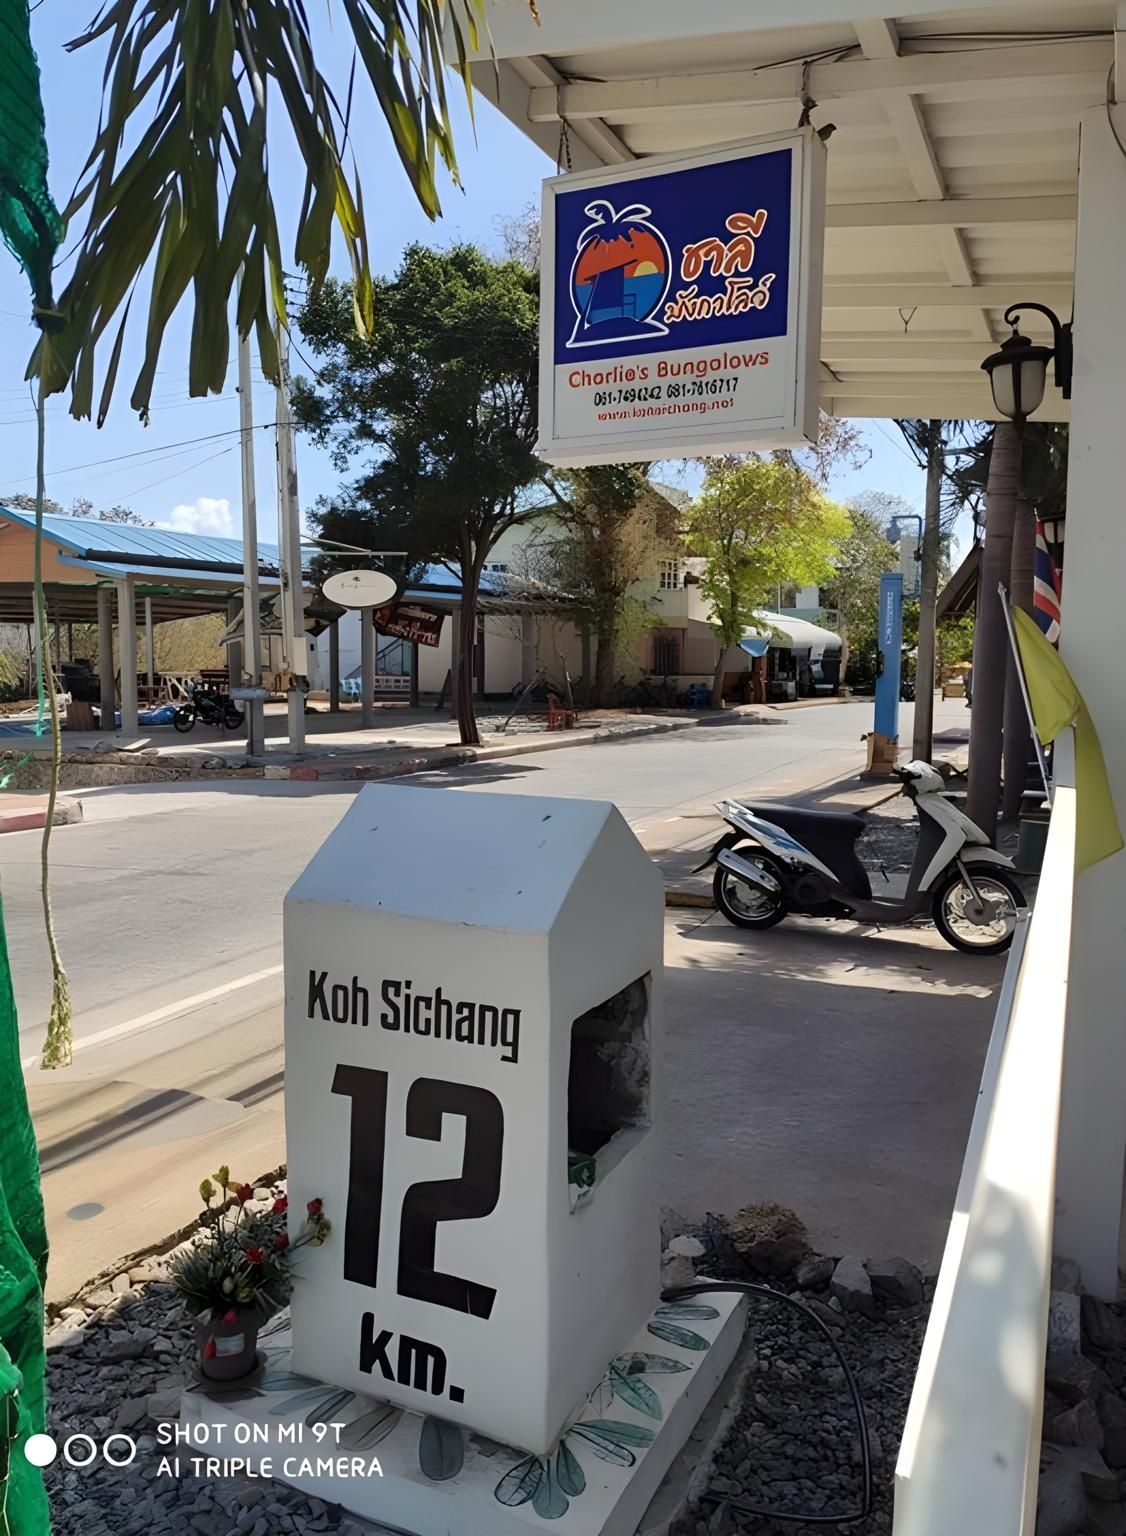 ชาลี
บังกาโลว์
Charlie's Bungalows
Koh Sichang
12
km.
SHOT ON MI 9T
AI TRIPLE CAMERA